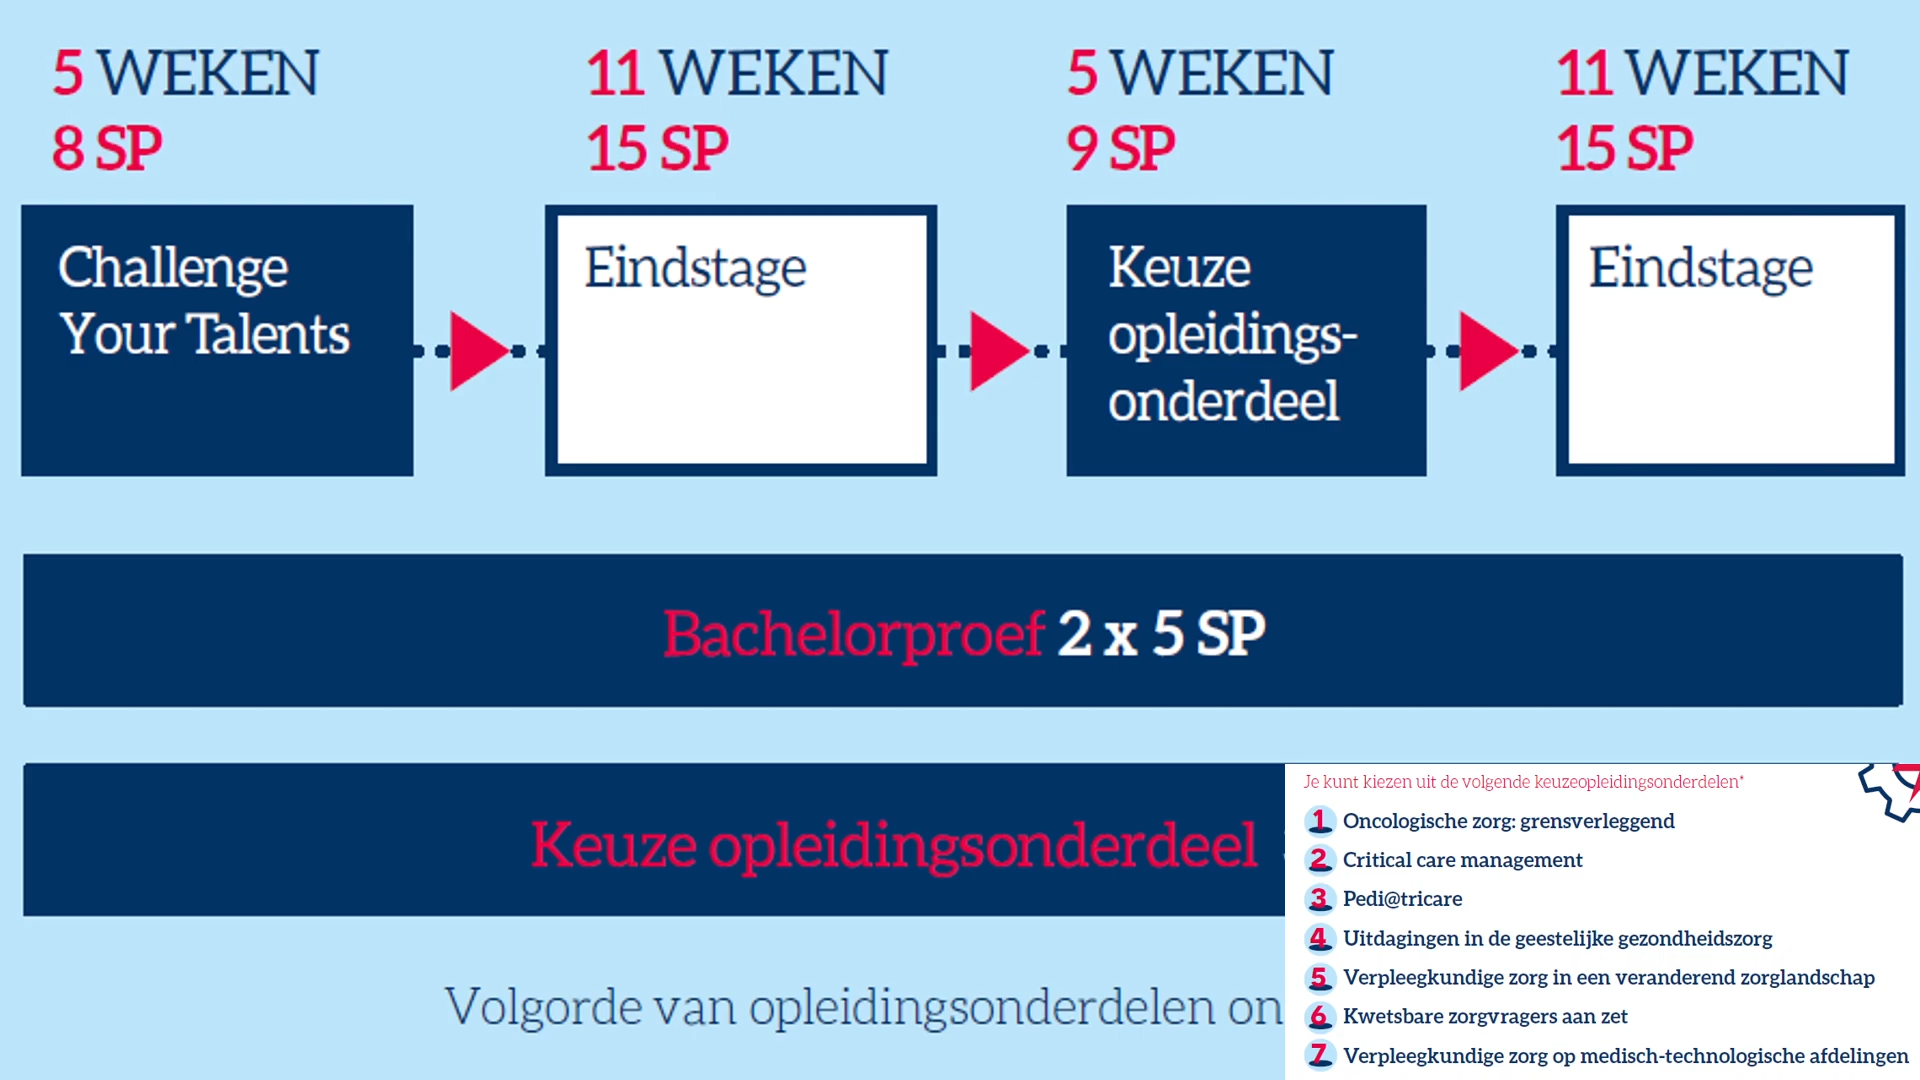 5 WEKEN
8 SP
Challenge
Your Talents
11 WEKEN
15 SP
Eindstage
5 WEKEN
9 SP
Keuze
opleidings-
onderdeel
11 WEKEN
15 SP
Eindstage
Bachelorproef 2 x 5 SP
Keuze opleidingsonderdeel
Volgorde van opleidingsonderdelen on
Je kunt kiezen uit de volgende keuzeopleidingsonderdelen*
1 Oncologische zorg: grensverleggend
2 Critical care management
3 Pedi@tricare
4 Uitdagingen in de geestelijke gezondheidszorg
5 Verpleegkundige zorg in een veranderend zorglandschap
6 Kwetsbare zorgvragers aan zet
7 Verpleegkundige zorg op medisch-technologische afdelingen